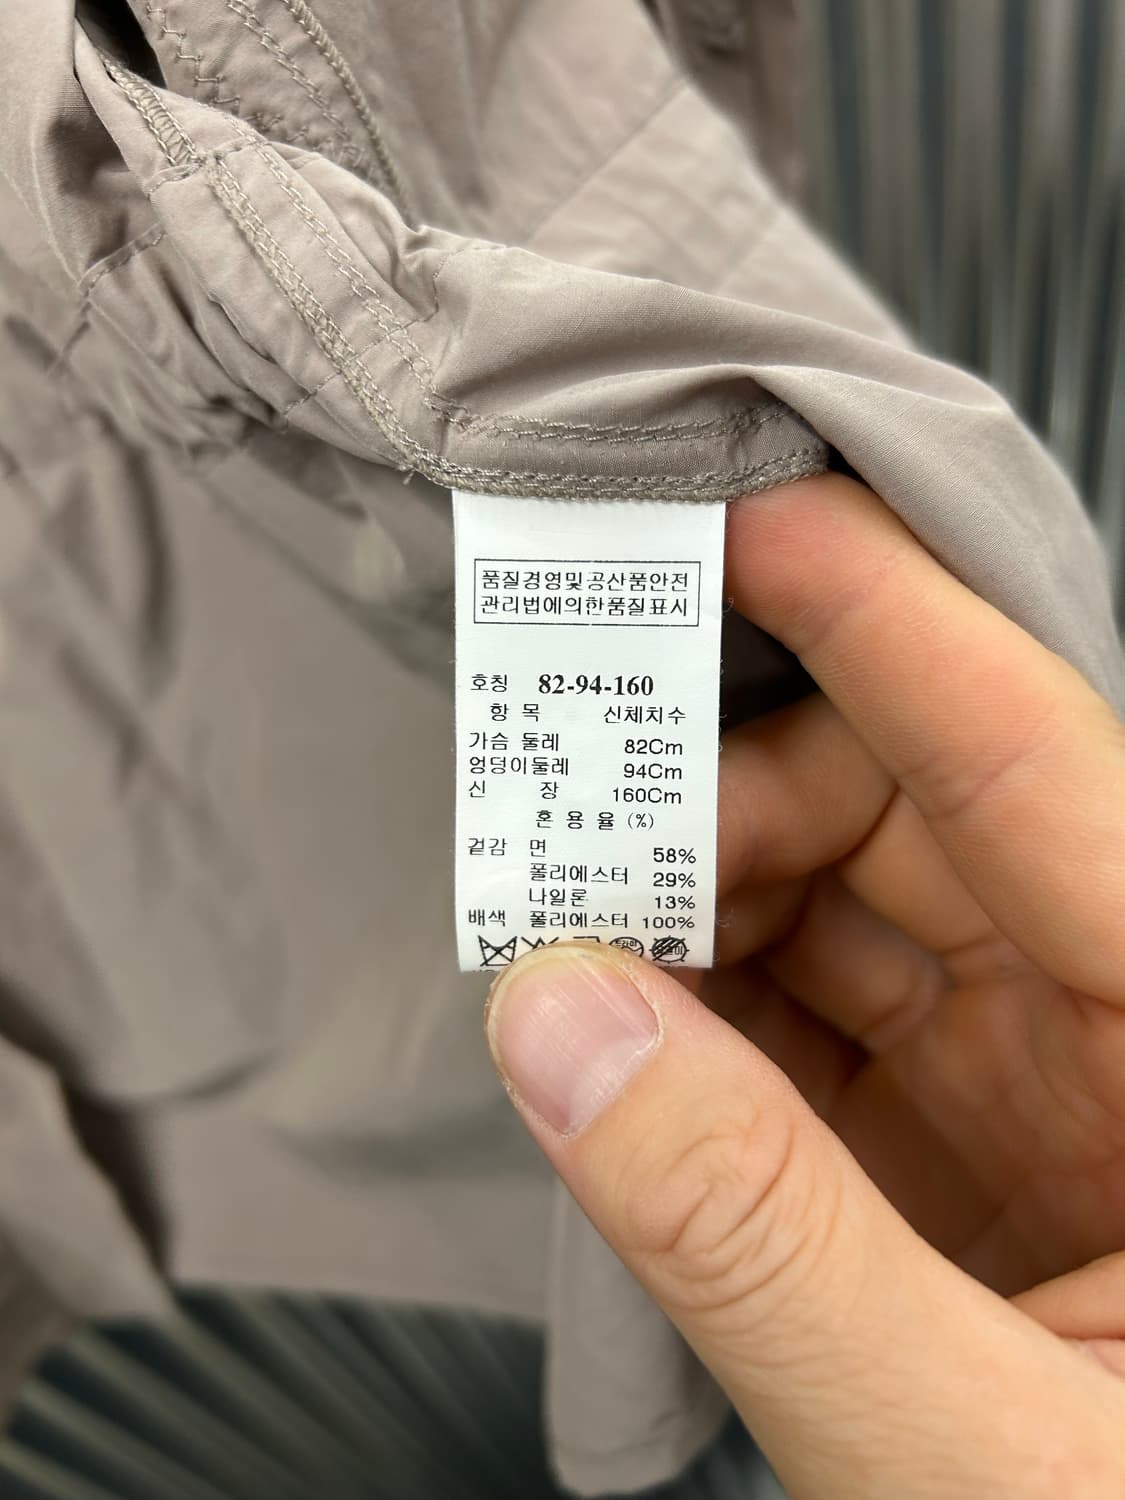 품질경영및공산품안전
관리법에의한품질표시
호칭 82-94-160
항 목 신체치수
가슴 둘레 82Cm
엉덩이둘레 94Cm
신 장 160Cm
혼 용 율 (%)
겉감 면 58%
폴리에스터 29%
나일론 13%
배색 폴리에스터 100%